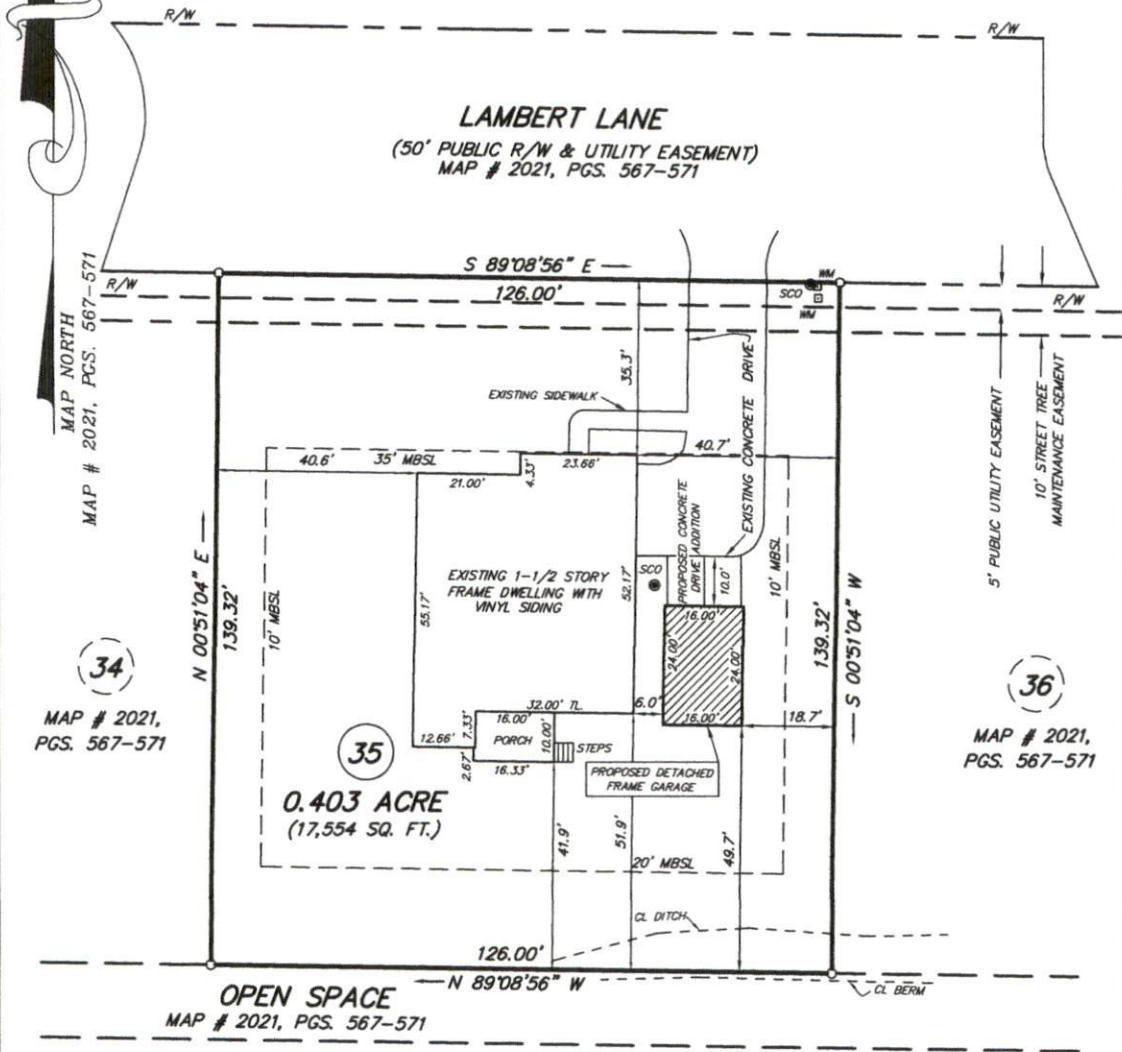 R/W
R/W
LAMBERT LANE
(50' PUBLIC R/W & UTILITY EASEMENT)
MAP # 2021, PGS. 567-571
MAP NORTH
MAP # 2021, PGS. 567-571
R/W
S 89°08'56" E
126.00'
WM
SCO
WM
R/W
35.3'
EXISTING SIDEWALK
EXISTING CONCRETE DRIVE
5' PUBLIC UTILITY EASEMENT
10' STREET TREE
MAINTENANCE EASEMENT
40.6'
35' MBSL
23.66'
40.7'
21.00'
4.33'
N 00°51'04" E
139.32'
10' MBSL
55.17'
EXISTING 1-1/2 STORY
FRAME DWELLING WITH
VINYL SIDING
52.17'
SCO
PROPOSED CONCRETE
DRIVE ADDITION
10.0'
10' MBSL
139.32'
S 00°51'04" W
16.00'
24.00'
24.00'
16.00'
6.0'
18.7'
34
MAP # 2021,
PGS. 567-571
36
MAP # 2021,
PGS. 567-571
32.00' TL.
16.00'
PORCH
7.33'
10.00'
12.66'
2.67'
16.33'
STEPS
PROPOSED DETACHED
FRAME GARAGE
35
0.403 ACRE
(17,554 SQ. FT.)
41.9'
51.9'
49.7'
20' MBSL
CL DITCH
126.00'
N 89°08'56" W
CL BERM
OPEN SPACE
MAP # 2021, PGS. 567-571